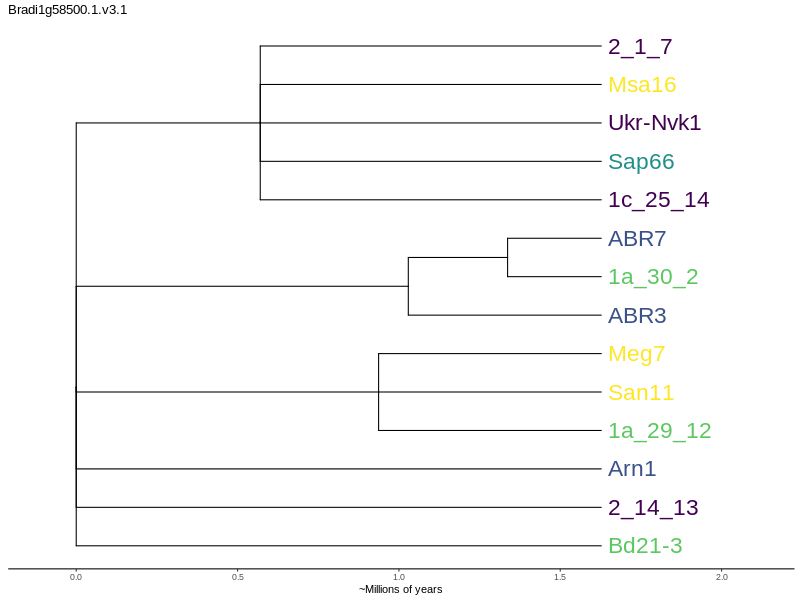 Bradi1g58500.1.v3.1
2_1_7
Msa16
Ukr-Nvk1
Sap66
1c_25_14
ABR7
1a_30_2
ABR3
Meg7
San11
1a_29_12
Arn1
2_14_13
Bd21-3
0.0 0.5 1.0 1.5 2.0
~Millions of years